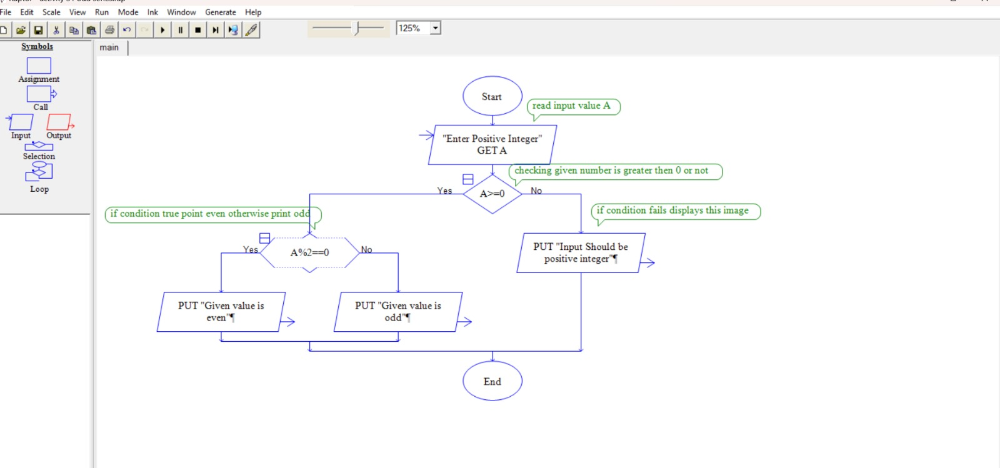 File Edit Scale View Run Mode Ink Window Generate Help
125%
Symbols
main
Assignment
Call
Input Output
Selection
Loop
Start
read input value A
"Enter Positive Integer"
GET A
checking given number is greater then 0 or not
Yes
A>=0
No
if condition true point even otherwise print odd
if condition fails displays this image
Yes
A%2==0
No
PUT "Input Should be
positive integer"¶
PUT "Given value is
even"¶
PUT "Given value is
odd"¶
End